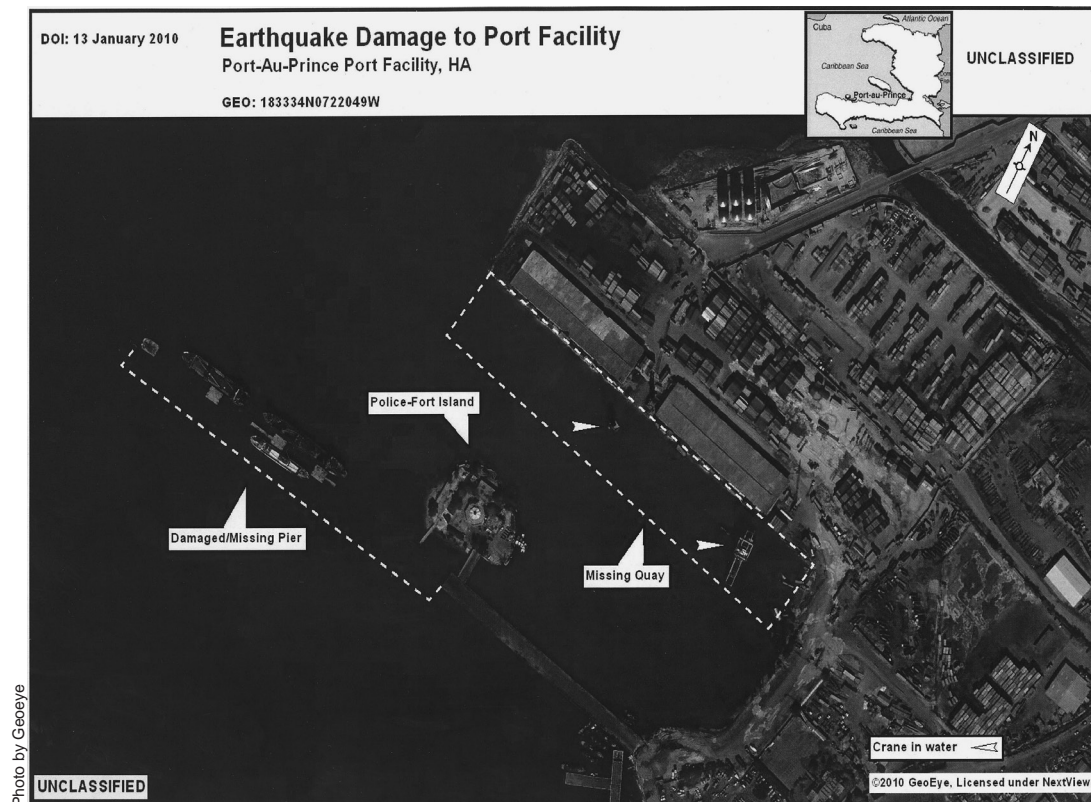 DOI: 13 January 2010
Earthquake Damage to Port Facility
Port-Au-Prince Port Facility, HA
GEO: 183334N0722049W
Cuba
Atlantic Ocean
Caribbean Sea
Port-au-Prince
Caribbean Sea
UNCLASSIFIED
N
Police-Fort Island
Damaged/Missing Pier
Missing Quay
Crane in water
©2010 GeoEye, Licensed under NextView
UNCLASSIFIED
Photo by Geoeye